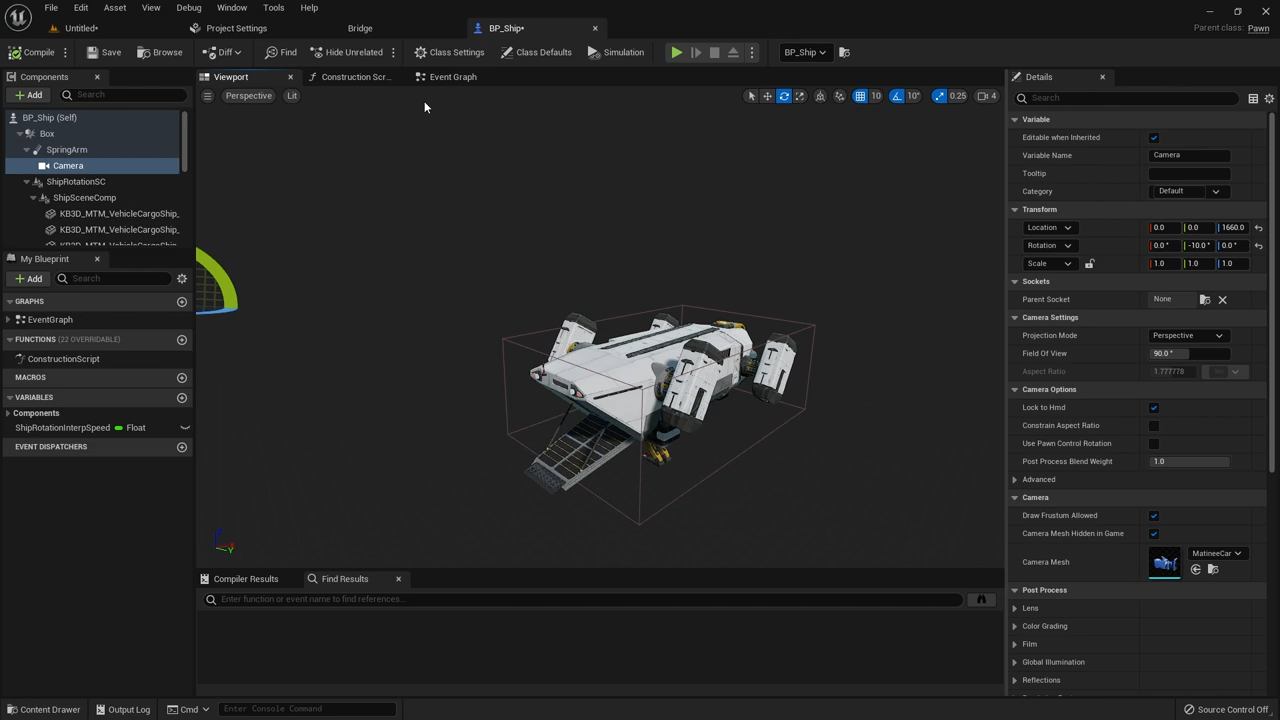 File Edit Asset View Debug Window Tools Help
Untitled* Project Settings Bridge BP_Ship* Parent class: Pawn
Compile Save Browse Diff Find Hide Unrelated Class Settings Class Defaults Simulation BP_Ship
Components
Add Search
BP_Ship (Self)
Box
SpringArm
Camera
ShipRotationSC
ShipSceneComp
KB3D_MTM_VehicleCargoShip_
KB3D_MTM_VehicleCargoShip_
KB3D_MTM_VehicleCargoShip_
My Blueprint
Add Search
GRAPHS
EventGraph
FUNCTIONS (22 OVERRIDABLE)
ConstructionScript
MACROS
VARIABLES
Components
ShipRotationInterpSpeed Float
EVENT DISPATCHERS
Viewport Construction Scr... Event Graph
Perspective Lit 10 10° 0.25 4
Z
Y
Compiler Results Find Results
Enter function or event name to find references...
Details
Search
Variable
Editable when Inherited
Variable Name Camera
Tooltip
Category Default
Transform
Location 0.0 0.0 1660.0
Rotation 0.0 ° -10.0 ° 0.0 °
Scale 1.0 1.0 1.0
Sockets
Parent Socket None
Camera Settings
Projection Mode Perspective
Field Of View 90.0 °
Aspect Ratio 1.777778
Camera Options
Lock to Hmd
Constrain Aspect Ratio
Use Pawn Control Rotation
Post Process Blend Weight 1.0
Advanced
Camera
Draw Frustum Allowed
Camera Mesh Hidden in Game
Camera Mesh MatineeCar
Post Process
Lens
Color Grading
Film
Global Illumination
Reflections
Content Drawer Output Log Cmd Enter Console Command Source Control Off